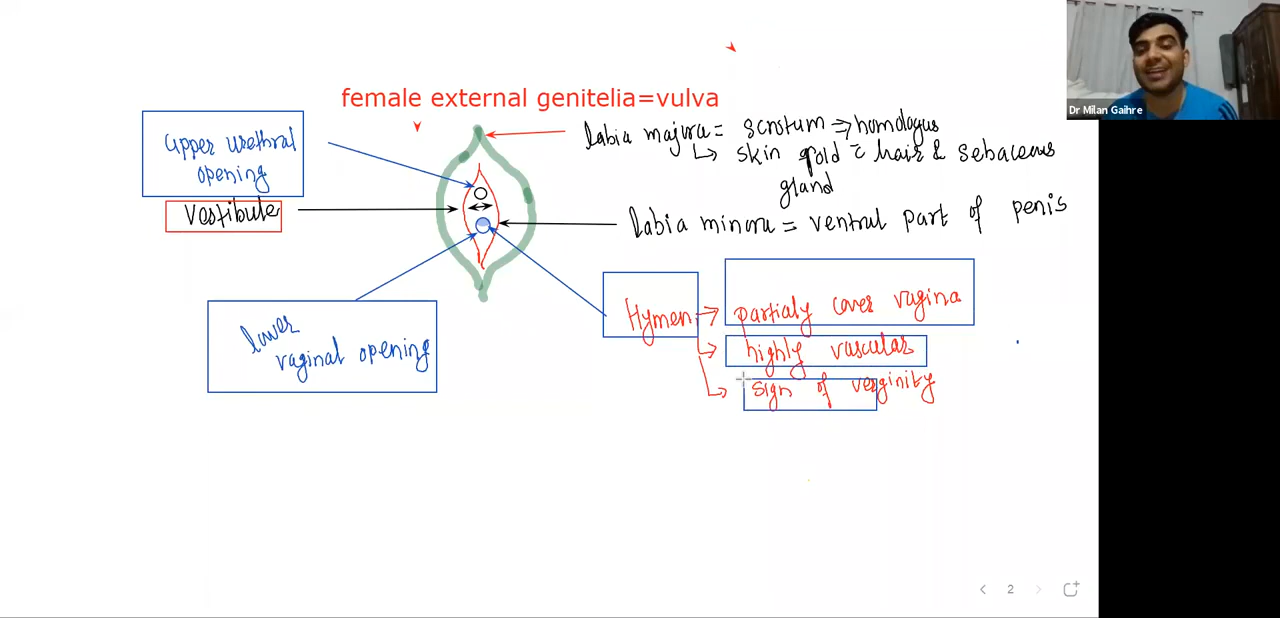 Dr Milan Gaihre
female external genitelia=vulva
upper urethral
opening
vestibule
labia majora = scrotum => homologus
skin fold = hair & sebaceous
gland
labia minora = ventral part of penis
Hymen
partialy cover vagina
highly vascular
sign of verginity
lower
vaginal opening
2